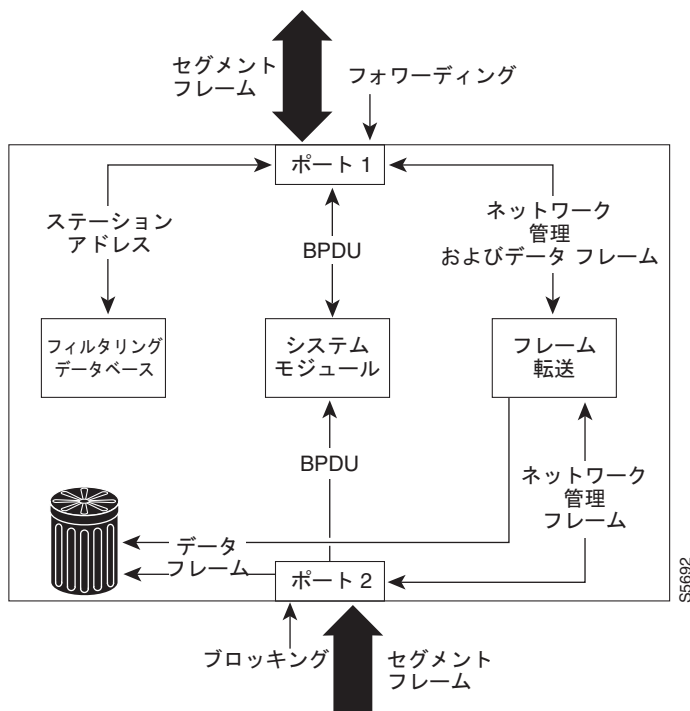 セグメント
フレーム
フォワーディング
ポート 1
ステーション
アドレス
BPDU
ネットワーク
管理
およびデータ フレーム
フィルタリング
データベース
システム
モジュール
フレーム
転送
BPDU
ネットワーク
管理
フレーム
データ
フレーム
ポート 2
S5692
ブロッキング
セグメント
フレーム